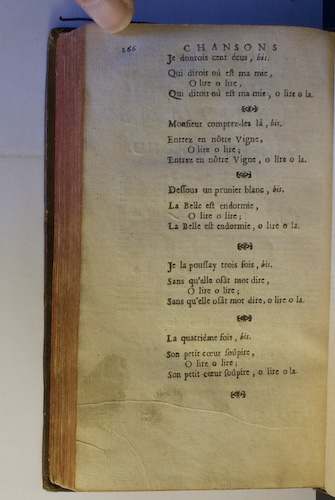 266 CHANSONS
Je donrois cent écus, bis.
Qui diroit où est ma mie,
O lire o lire,
Qui diroit où est ma mie, o lire o la.
Monsieur comptez-les là, bis.
Entrez en nôtre Vigne,
O lire o lire;
Entrez en nôtre Vigne, o lire o la.
Dessous un prunier blanc, bis.
La Belle est endormie,
O lire o lire;
La Belle est endormie, o lire o la.
Je la poussay trois fois, bis.
Sans qu'elle osât mot dire,
O lire o lire;
Sans qu'elle osât mot dire, o lire o la.
La quatriéme fois, bis.
Son petit cœur soûpire,
O lire o lire;
Son petit cœur soûpire, o lire o la.